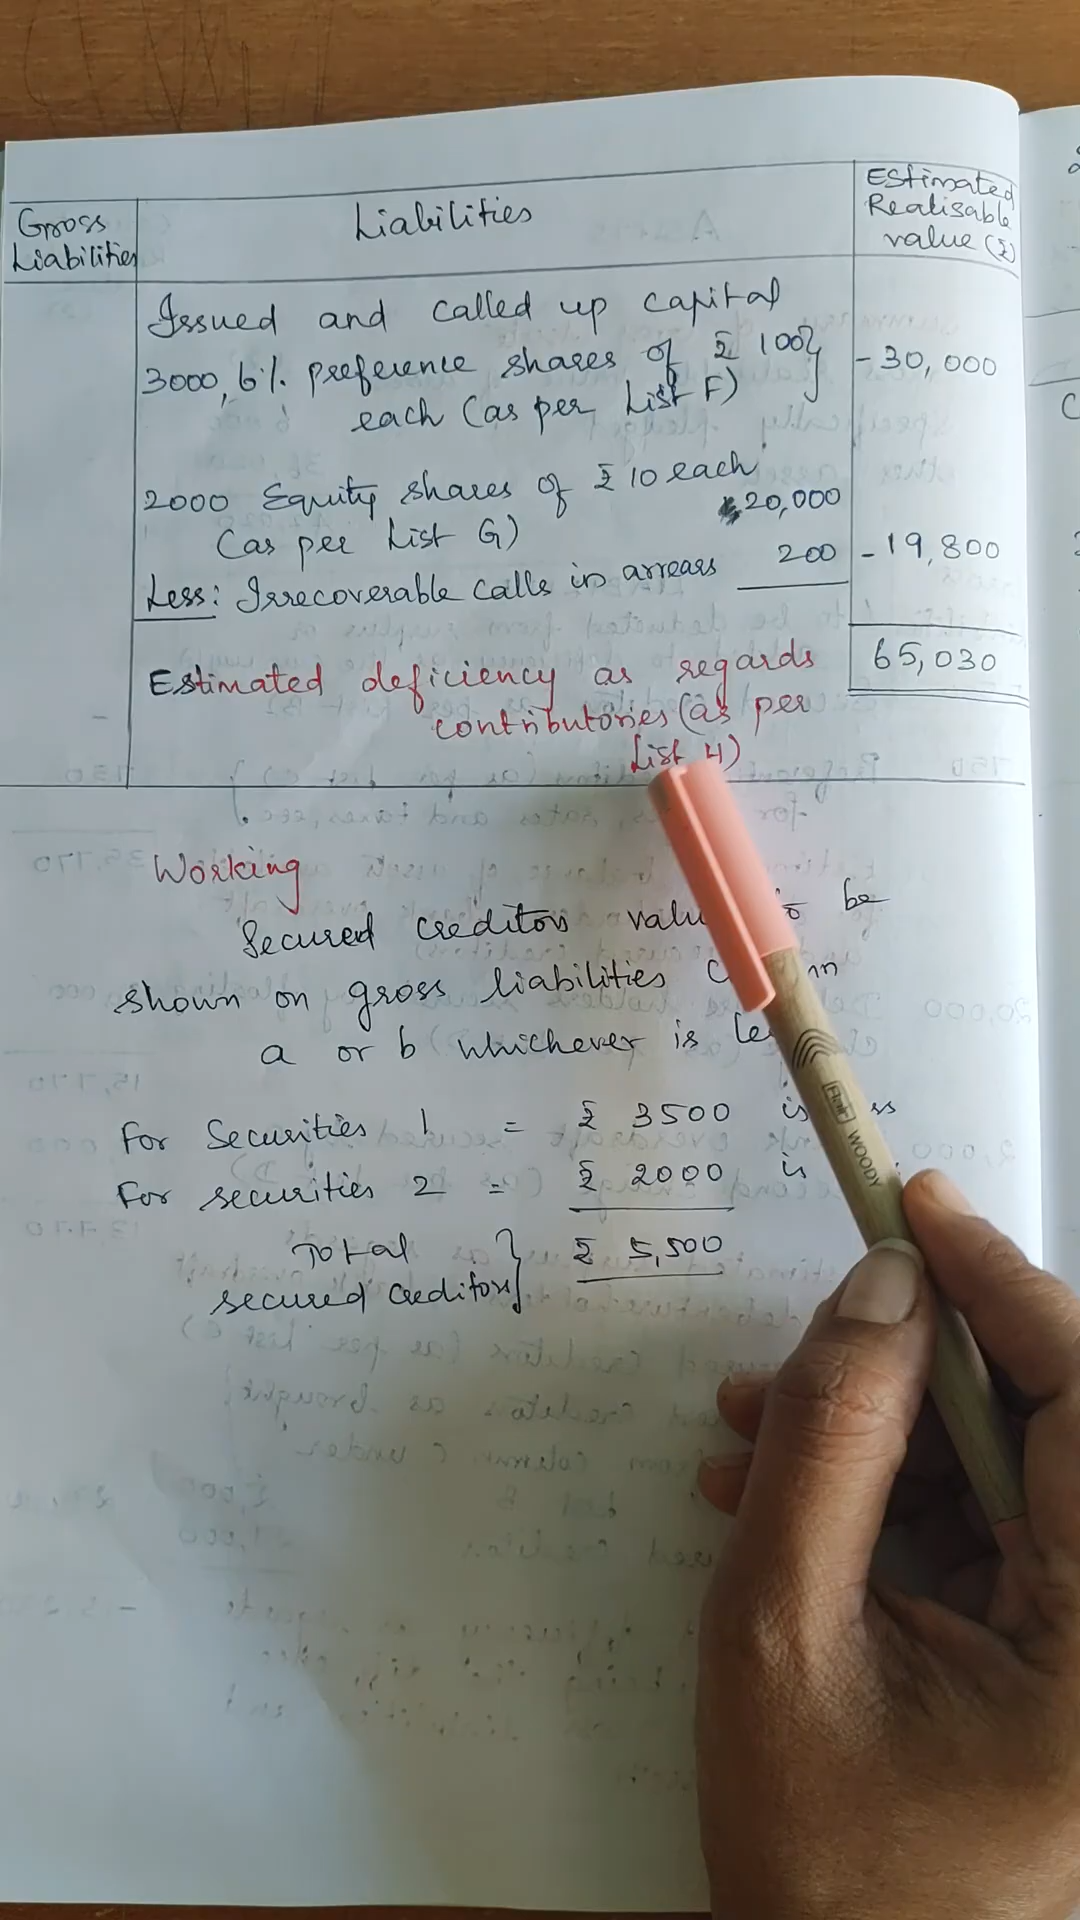 Gross
Liabilities
Liabilities
Estimated
Realisable
value (₹)
Issued and called up capital
3000, 6% preference shares of ₹ 100
each (as per List F)
-30,000
2000 Equity shares of ₹ 10 each
20,000
(as per List G)
Less: Irrecoverable calls in arrears 200
-19,800
Estimated deficiency as regards
contributories (as per
List H)
65,030
Working
Secured creditors be
shown on gross liabilities
a or b whichever is
For Securities 1 = ₹ 3500 is
For securities 2 = ₹ 2000 is
Total
secured creditors
₹ 5,500
Flair WOODY